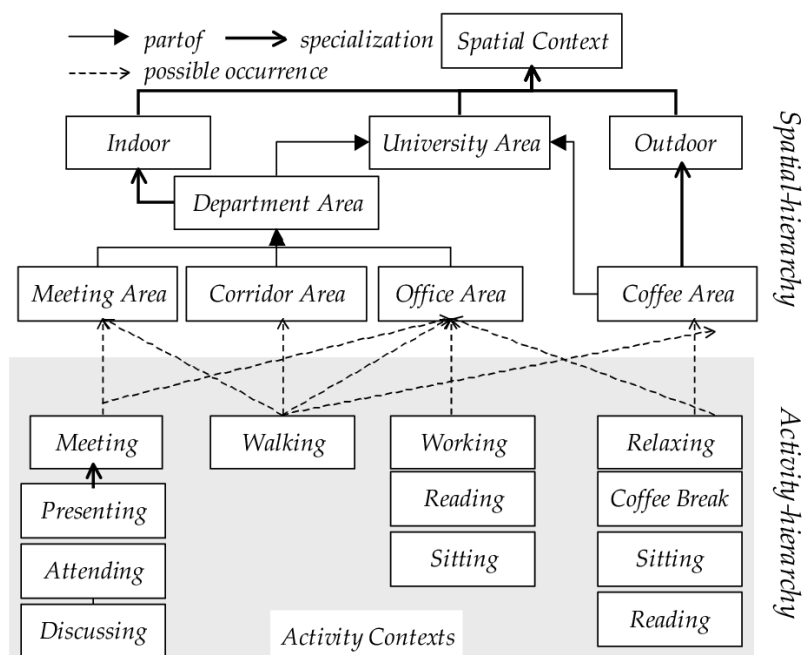 partof
specialization
possible occurrence
Spatial Context
Indoor
University Area
Outdoor
Department Area
Meeting Area
Corridor Area
Office Area
Coffee Area
Spatial-hierarchy
Meeting
Walking
Working
Relaxing
Presenting
Reading
Coffee Break
Attending
Sitting
Sitting
Discussing
Reading
Activity Contexts
Activity-hierarchy